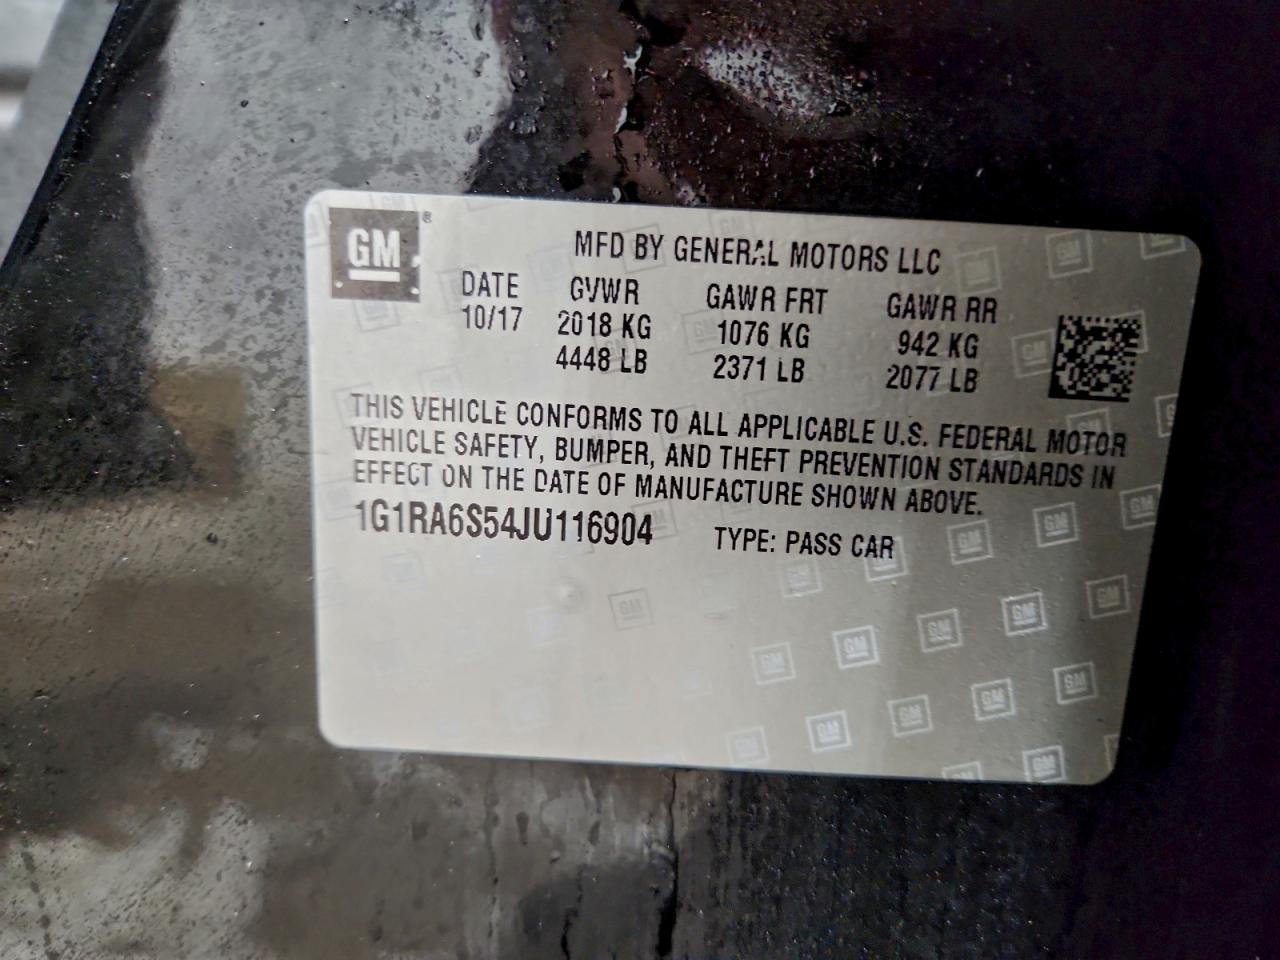 GM®
MFD BY GENERAL MOTORS LLC
DATE GVWR GAWR FRT GAWR RR
10/17 2018 KG 1076 KG 942 KG
4448 LB 2371 LB 2077 LB
THIS VEHICLE CONFORMS TO ALL APPLICABLE U.S. FEDERAL MOTOR
VEHICLE SAFETY, BUMPER, AND THEFT PREVENTION STANDARDS IN
EFFECT ON THE DATE OF MANUFACTURE SHOWN ABOVE.
1G1RA6S54JU116904 TYPE: PASS CAR